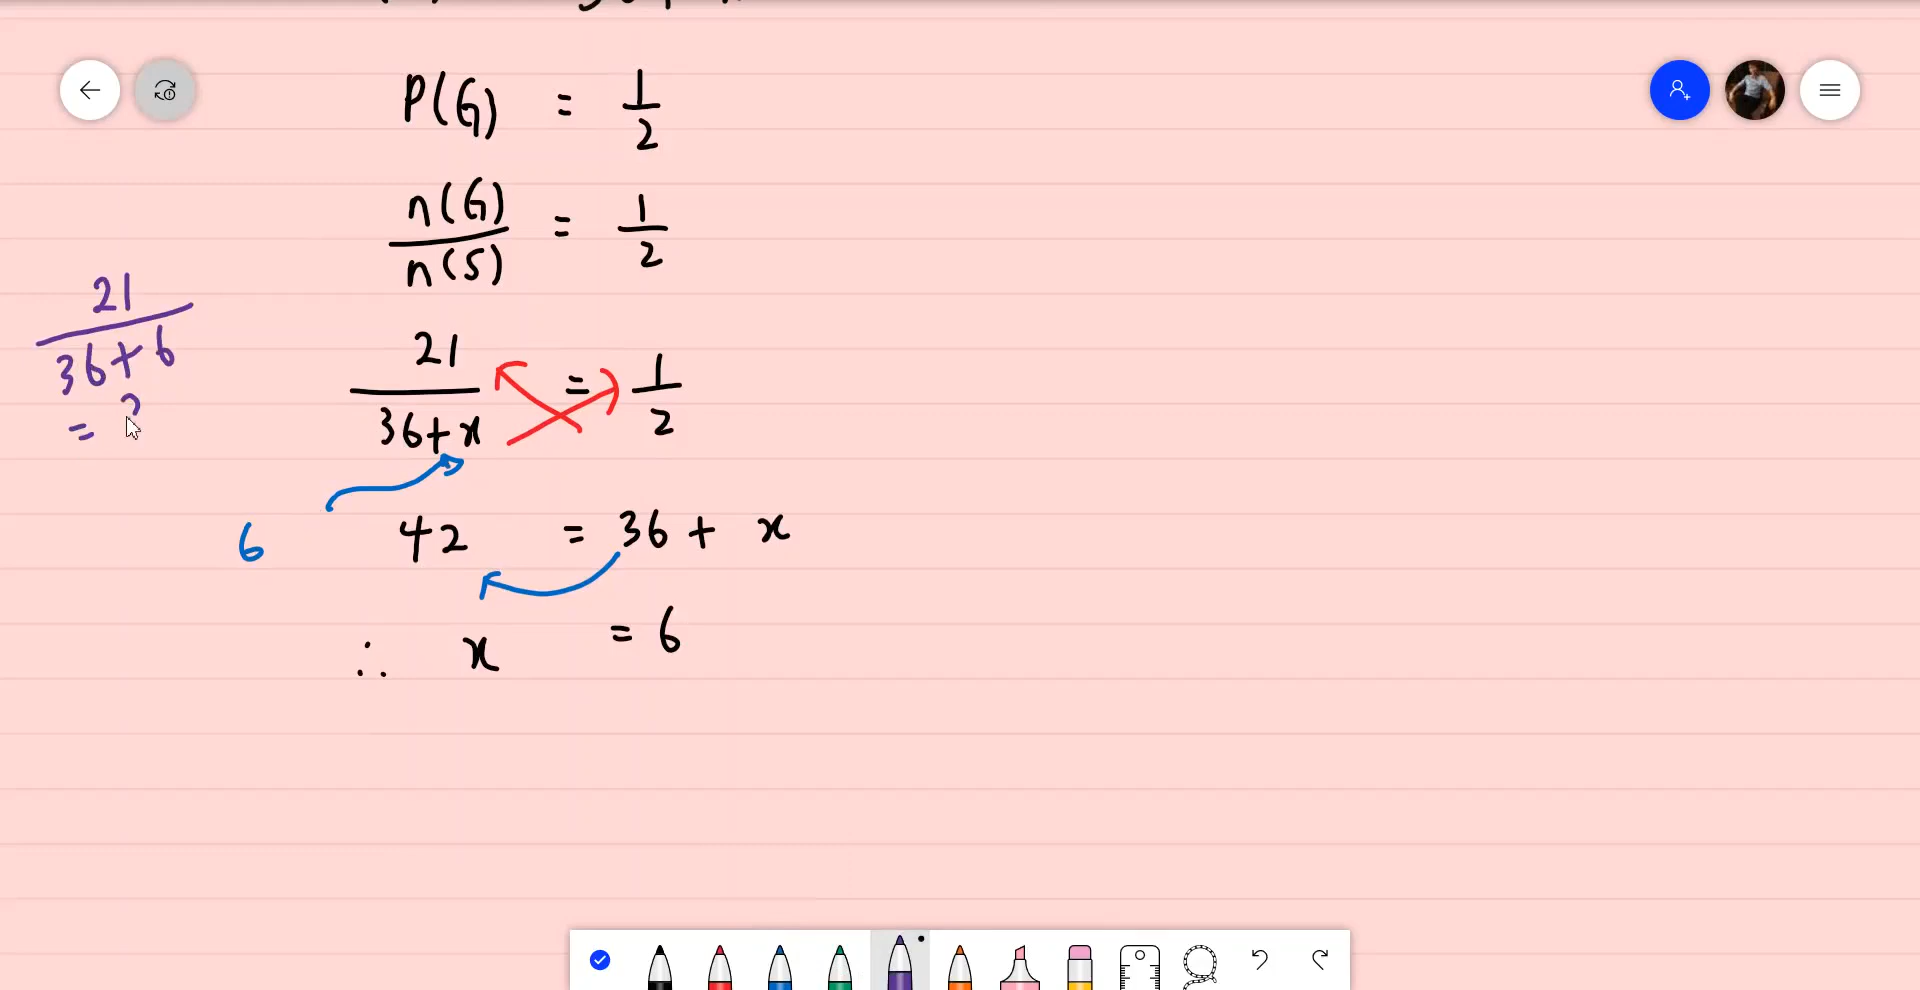 P(G) = 1/2
n(G)/n(S) = 1/2
21/(36+x) = 1/2
42 = 36 + x
∴ x = 6
6
21/(36+6)
=